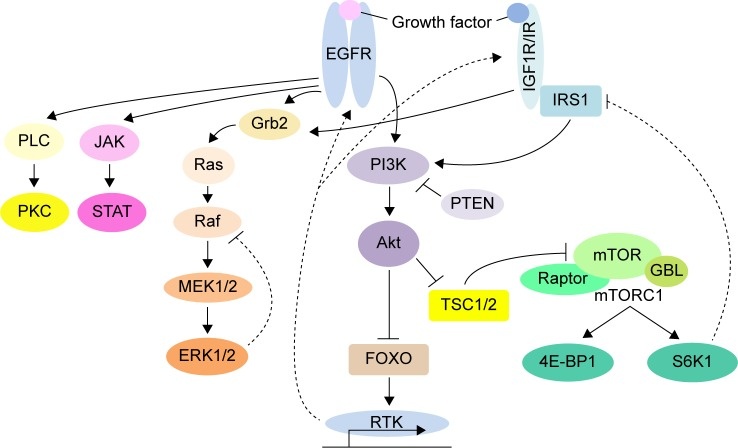 Growth factor
EGFR
IGF1R/IR
IRS1
Grb2
PLC
JAK
Ras
PI3K
PTEN
PKC
STAT
Raf
Akt
mTOR
GBL
Raptor
mTORC1
MEK1/2
TSC1/2
ERK1/2
FOXO
4E-BP1
S6K1
RTK